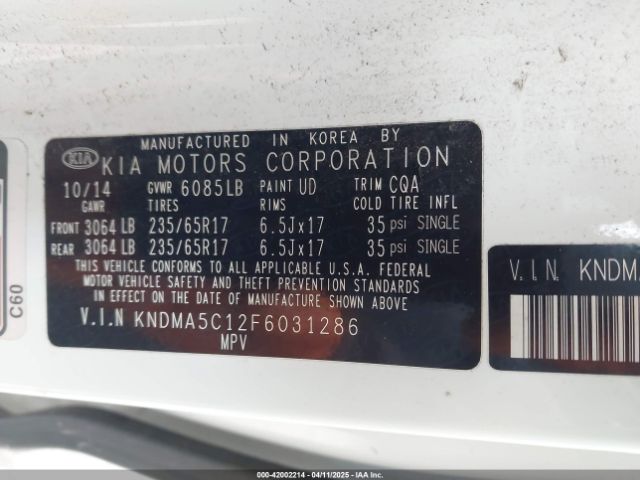 MANUFACTURED IN KOREA BY
KIA KIA MOTORS CORPORATION
10/14 GVWR 6085LB PAINT UD TRIM CQA
GAWR TIRES RIMS COLD TIRE INFL
FRONT 3064 LB 235/65R17 6.5Jx17 35 psi SINGLE
REAR 3064 LB 235/65R17 6.5Jx17 35 psi SINGLE
THIS VEHICLE CONFORMS TO ALL APPLICABLE U.S.A. FEDERAL
MOTOR VEHICLE SAFETY AND THEFT PREVENTION STANDARDS
IN EFFECT ON THE DATE OF MANUFACTURE SHOWN ABOVE.
V.I.N KNDMA5C12F6031286
MPV
C60
V.I.N. KNDMA
000-42002214 - 04/11/2025 - IAA Inc.